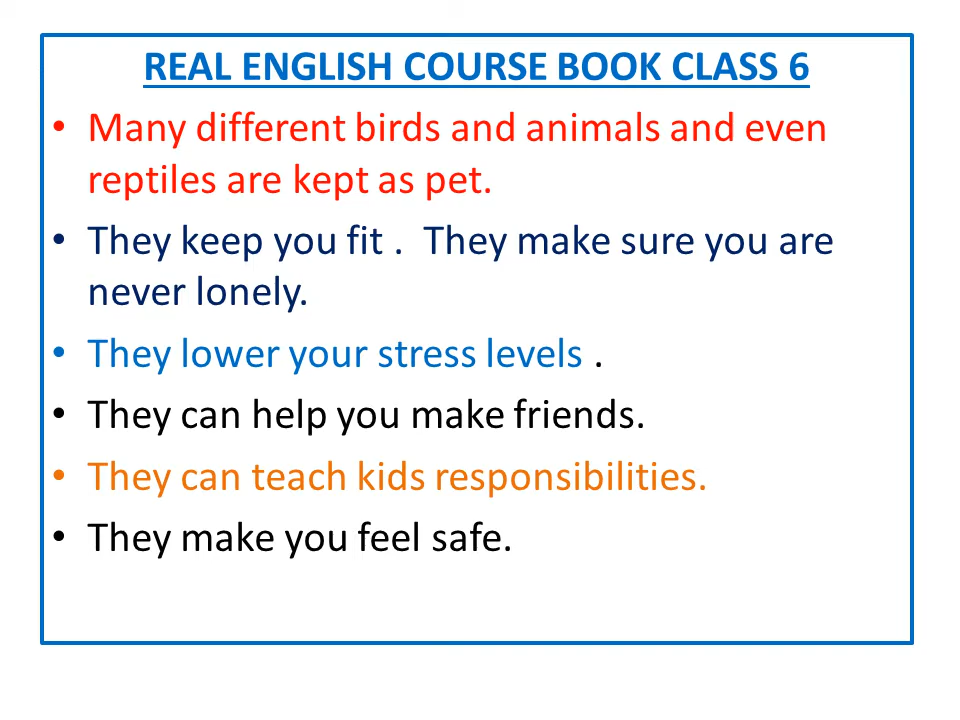 REAL ENGLISH COURSE BOOK CLASS 6
• Many different birds and animals and even
reptiles are kept as pet.
• They keep you fit .  They make sure you are
never lonely.
• They lower your stress levels .
• They can help you make friends.
• They can teach kids responsibilities.
• They make you feel safe.